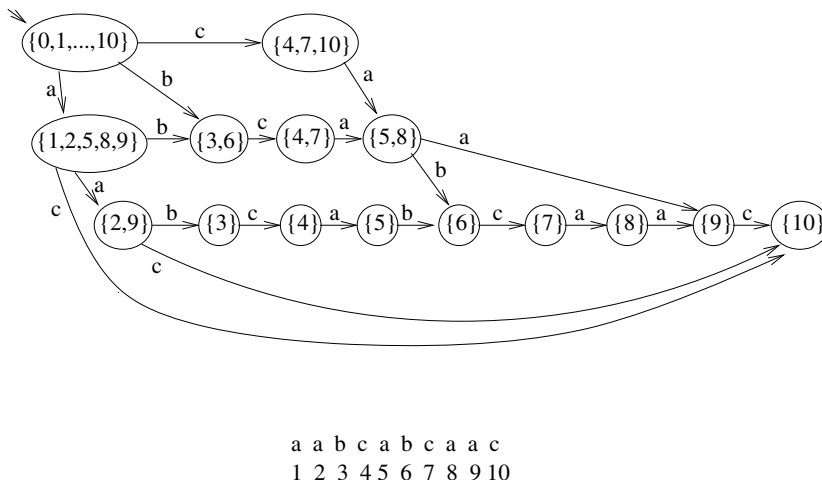 {0,1,...,10} c {4,7,10}
a b a
{1,2,5,8,9} b {3,6} c {4,7} a {5,8} a
a b
c {2,9} b {3} c {4} a {5} b {6} c {7} a {8} a {9} c {10}
c
a a b c a b c a a c
1 2 3 4 5 6 7 8 9 10